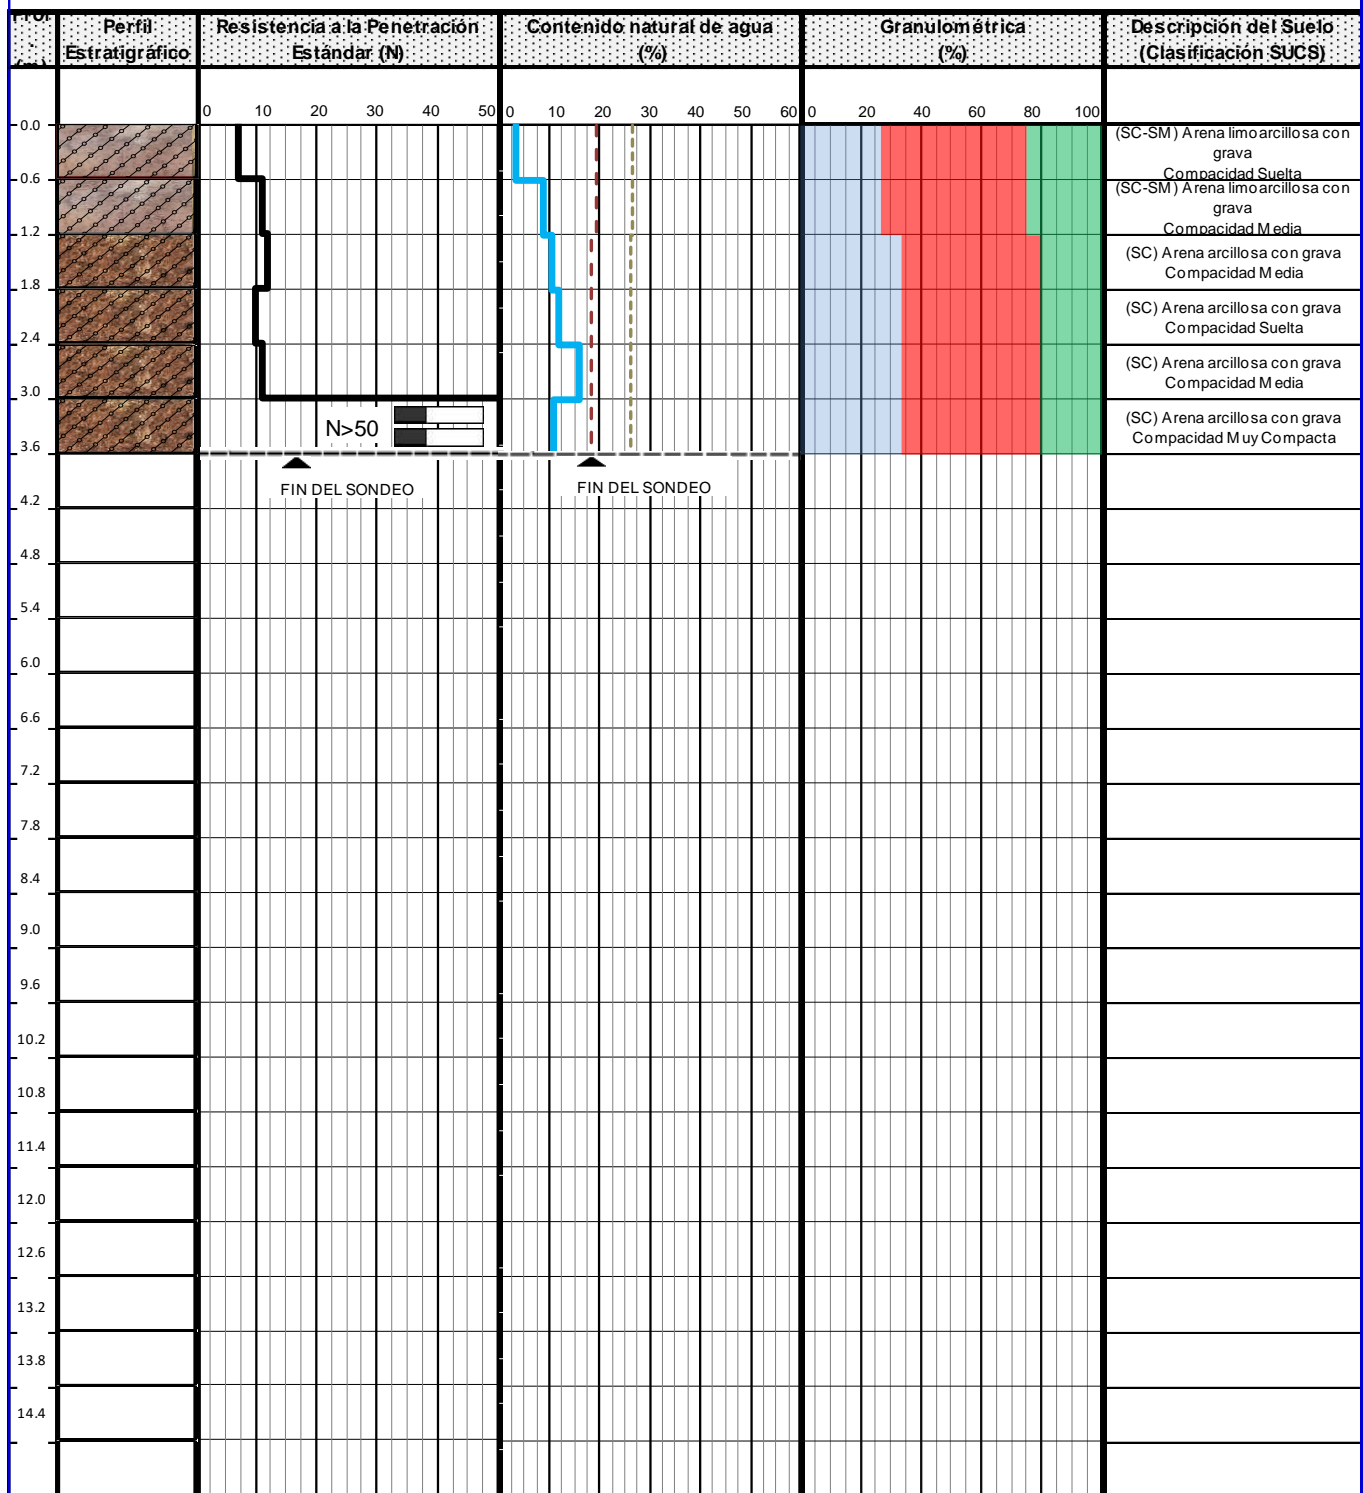 Prof
.
(m)
Perfil
Estratigráfico
Resistencia a la Penetración
Estándar (N)
Contenido natural de agua
(%)
Granulométrica
(%)
Descripción del Suelo
(Clasificación SUCS)
0 10 20 30 40 50
0 10 20 30 40 50 60
0 20 40 60 80 100
0.0
(SC-SM) Arena limoarcillosa con
grava
Compacidad Suelta
0.6
(SC-SM) Arena limoarcillosa con
grava
Compacidad Media
1.2
(SC) Arena arcillosa con grava
Compacidad Media
1.8
(SC) Arena arcillosa con grava
Compacidad Suelta
2.4
(SC) Arena arcillosa con grava
Compacidad Media
3.0
N>50
(SC) Arena arcillosa con grava
Compacidad Muy Compacta
3.6
FIN DEL SONDEO
FIN DEL SONDEO
4.2
4.8
5.4
6.0
6.6
7.2
7.8
8.4
9.0
9.6
10.2
10.8
11.4
12.0
12.6
13.2
13.8
14.4